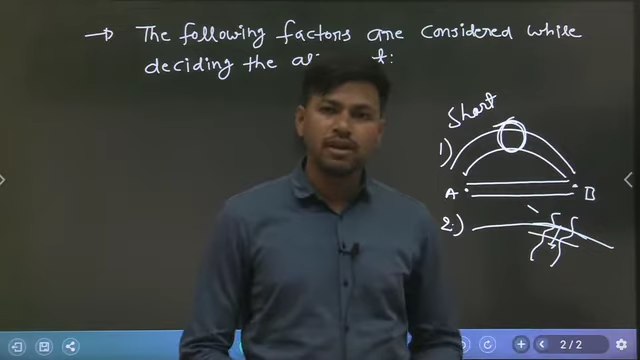 → The following factors are considered while
deciding the
Short
1)
A B
2.)
2/2